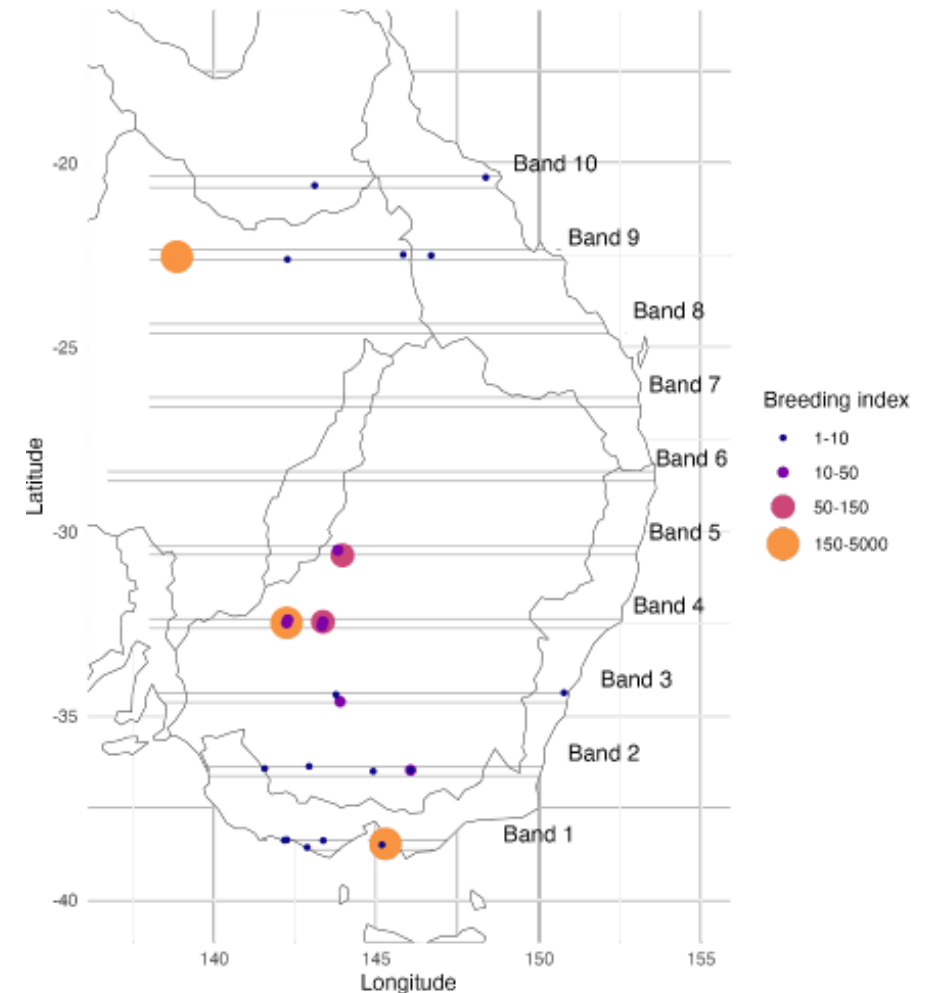 -20
Band 10
Band 9
Band 8
-25
Band 7
Band 6
-30
Band 5
Band 4
Band 3
-35
Band 2
Band 1
-40
140
145
150
155
Longitude
Latitude
Breeding index
1-10
10-50
50-150
150-5000